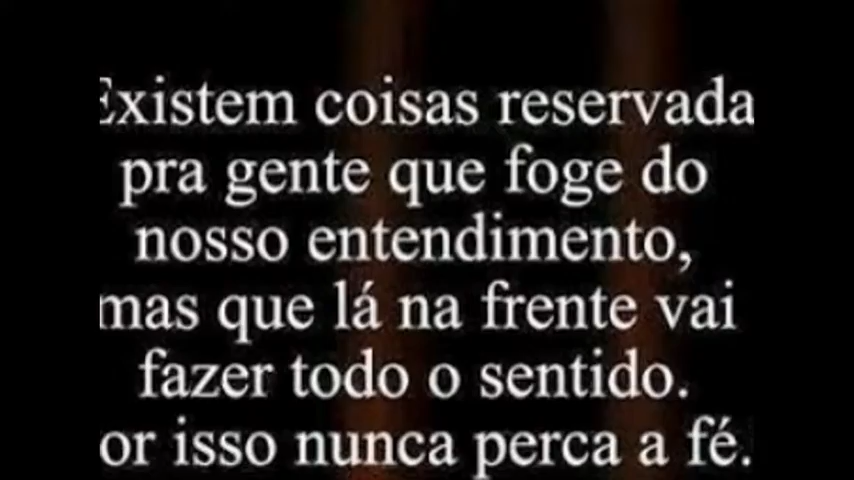 Existem coisas reservada
pra gente que foge do
nosso entendimento,
mas que lá na frente vai
fazer todo o sentido.
or isso nunca perca a fé.